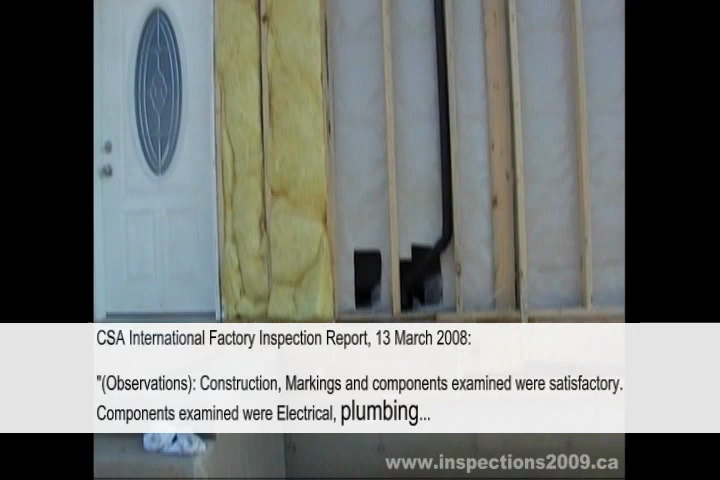 CSA International Factory Inspection Report, 13 March 2008:
"(Observations): Construction, Markings and components examined were satisfactory.
Components examined were Electrical, plumbing...
www.inspections2009.ca